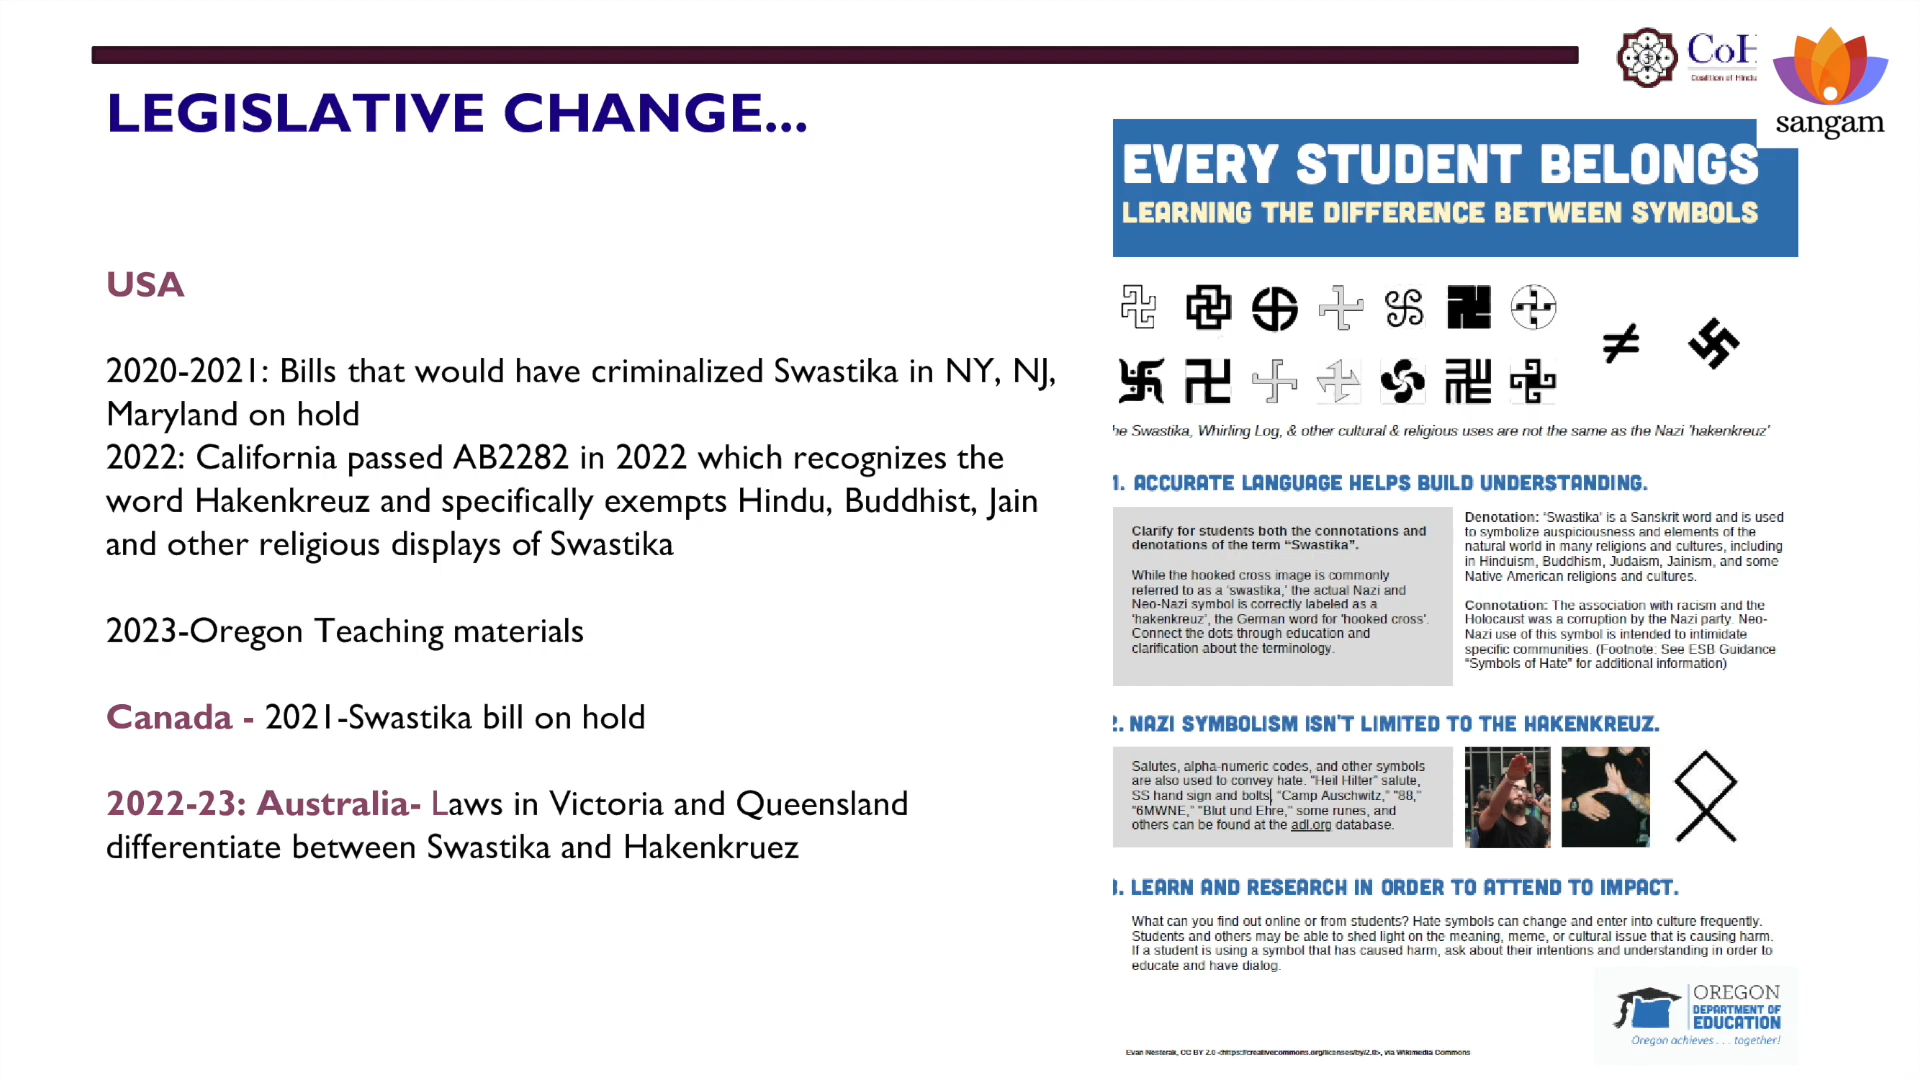 CoH
Coalition of Hindu
sangam
LEGISLATIVE CHANGE...
USA
2020-2021: Bills that would have criminalized Swastika in NY, NJ,
Maryland on hold
2022: California passed AB2282 in 2022 which recognizes the
word Hakenkreuz and specifically exempts Hindu, Buddhist, Jain
and other religious displays of Swastika
2023-Oregon Teaching materials
Canada - 2021-Swastika bill on hold
2022-23: Australia- Laws in Victoria and Queensland
differentiate between Swastika and Hakenkruez
EVERY STUDENT BELONGS
LEARNING THE DIFFERENCE BETWEEN SYMBOLS
≠
he Swastika, Whirling Log, & other cultural & religious uses are not the same as the Nazi 'hakenkreuz'
1. ACCURATE LANGUAGE HELPS BUILD UNDERSTANDING.
Clarify for students both the connotations and
denotations of the term “Swastika”.
While the hooked cross image is commonly
referred to as a ‘swastika,’ the actual Nazi and
Neo-Nazi symbol is correctly labeled as a
'hakenkreuz', the German word for 'hooked cross'.
Connect the dots through education and
clarification about the terminology.
Denotation: ‘Swastika’ is a Sanskrit word and is used
to symbolize auspiciousness and elements of the
natural world in many religions and cultures, including
in Hinduism, Buddhism, Judaism, Jainism, and some
Native American religions and cultures.
Connotation: The association with racism and the
Holocaust was a corruption by the Nazi party. Neo-
Nazi use of this symbol is intended to intimidate
specific communities. (Footnote: See ESB Guidance
“Symbols of Hate” for additional information)
2. NAZI SYMBOLISM ISN'T LIMITED TO THE HAKENKREUZ.
Salutes, alpha-numeric codes, and other symbols
are also used to convey hate. “Heil Hilter” salute,
SS hand sign and bolts, “Camp Auschwitz,” “88,”
“6MWNE,” “Blut und Ehre,” some runes, and
others can be found at the adl.org database.
3. LEARN AND RESEARCH IN ORDER TO ATTEND TO IMPACT.
What can you find out online or from students? Hate symbols can change and enter into culture frequently.
Students and others may be able to shed light on the meaning, meme, or cultural issue that is causing harm.
If a student is using a symbol that has caused harm, ask about their intentions and understanding in order to
educate and have dialog.
OREGON
DEPARTMENT OF
EDUCATION
Oregon achieves . . . together!
Evan Nesterak, CC BY 2.0 <https://creativecommons.org/licenses/by/2.0>, via Wikimedia Commons